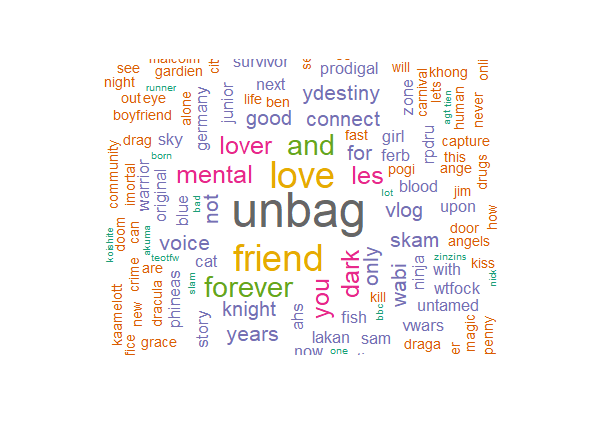 malcolm
survivor
see
gardien
cit
prodigal
will
khong
onli
night
runner
next
ydestiny
zone
carnival
lets
out
eye
alone
germany
junior
life
ben
good
connect
agt
tien
human
never
boyfriend
drag
sky
lover
and
fast
girl
rpdru
capture
community
born
for
ferb
this
imortal
warrior
original
mental
love
les
pogi
ange
drugs
blue
bad
not
lot
blood
jim
unbag
vlog
upon
how
koishite
doom
can
akuma
voice
door
angels
skam
teotfw
friend
only
zinzins
cat
dark
wabi
ninja
with
kiss
nick
are
crime
new
dracula
phineas
slam
forever
you
kill
wtfock
kaamelott
knight
ahs
fish
bbc
untamed
fice
grace
story
years
lakan
sam
vwars
magic
penny
now
one
draga
er